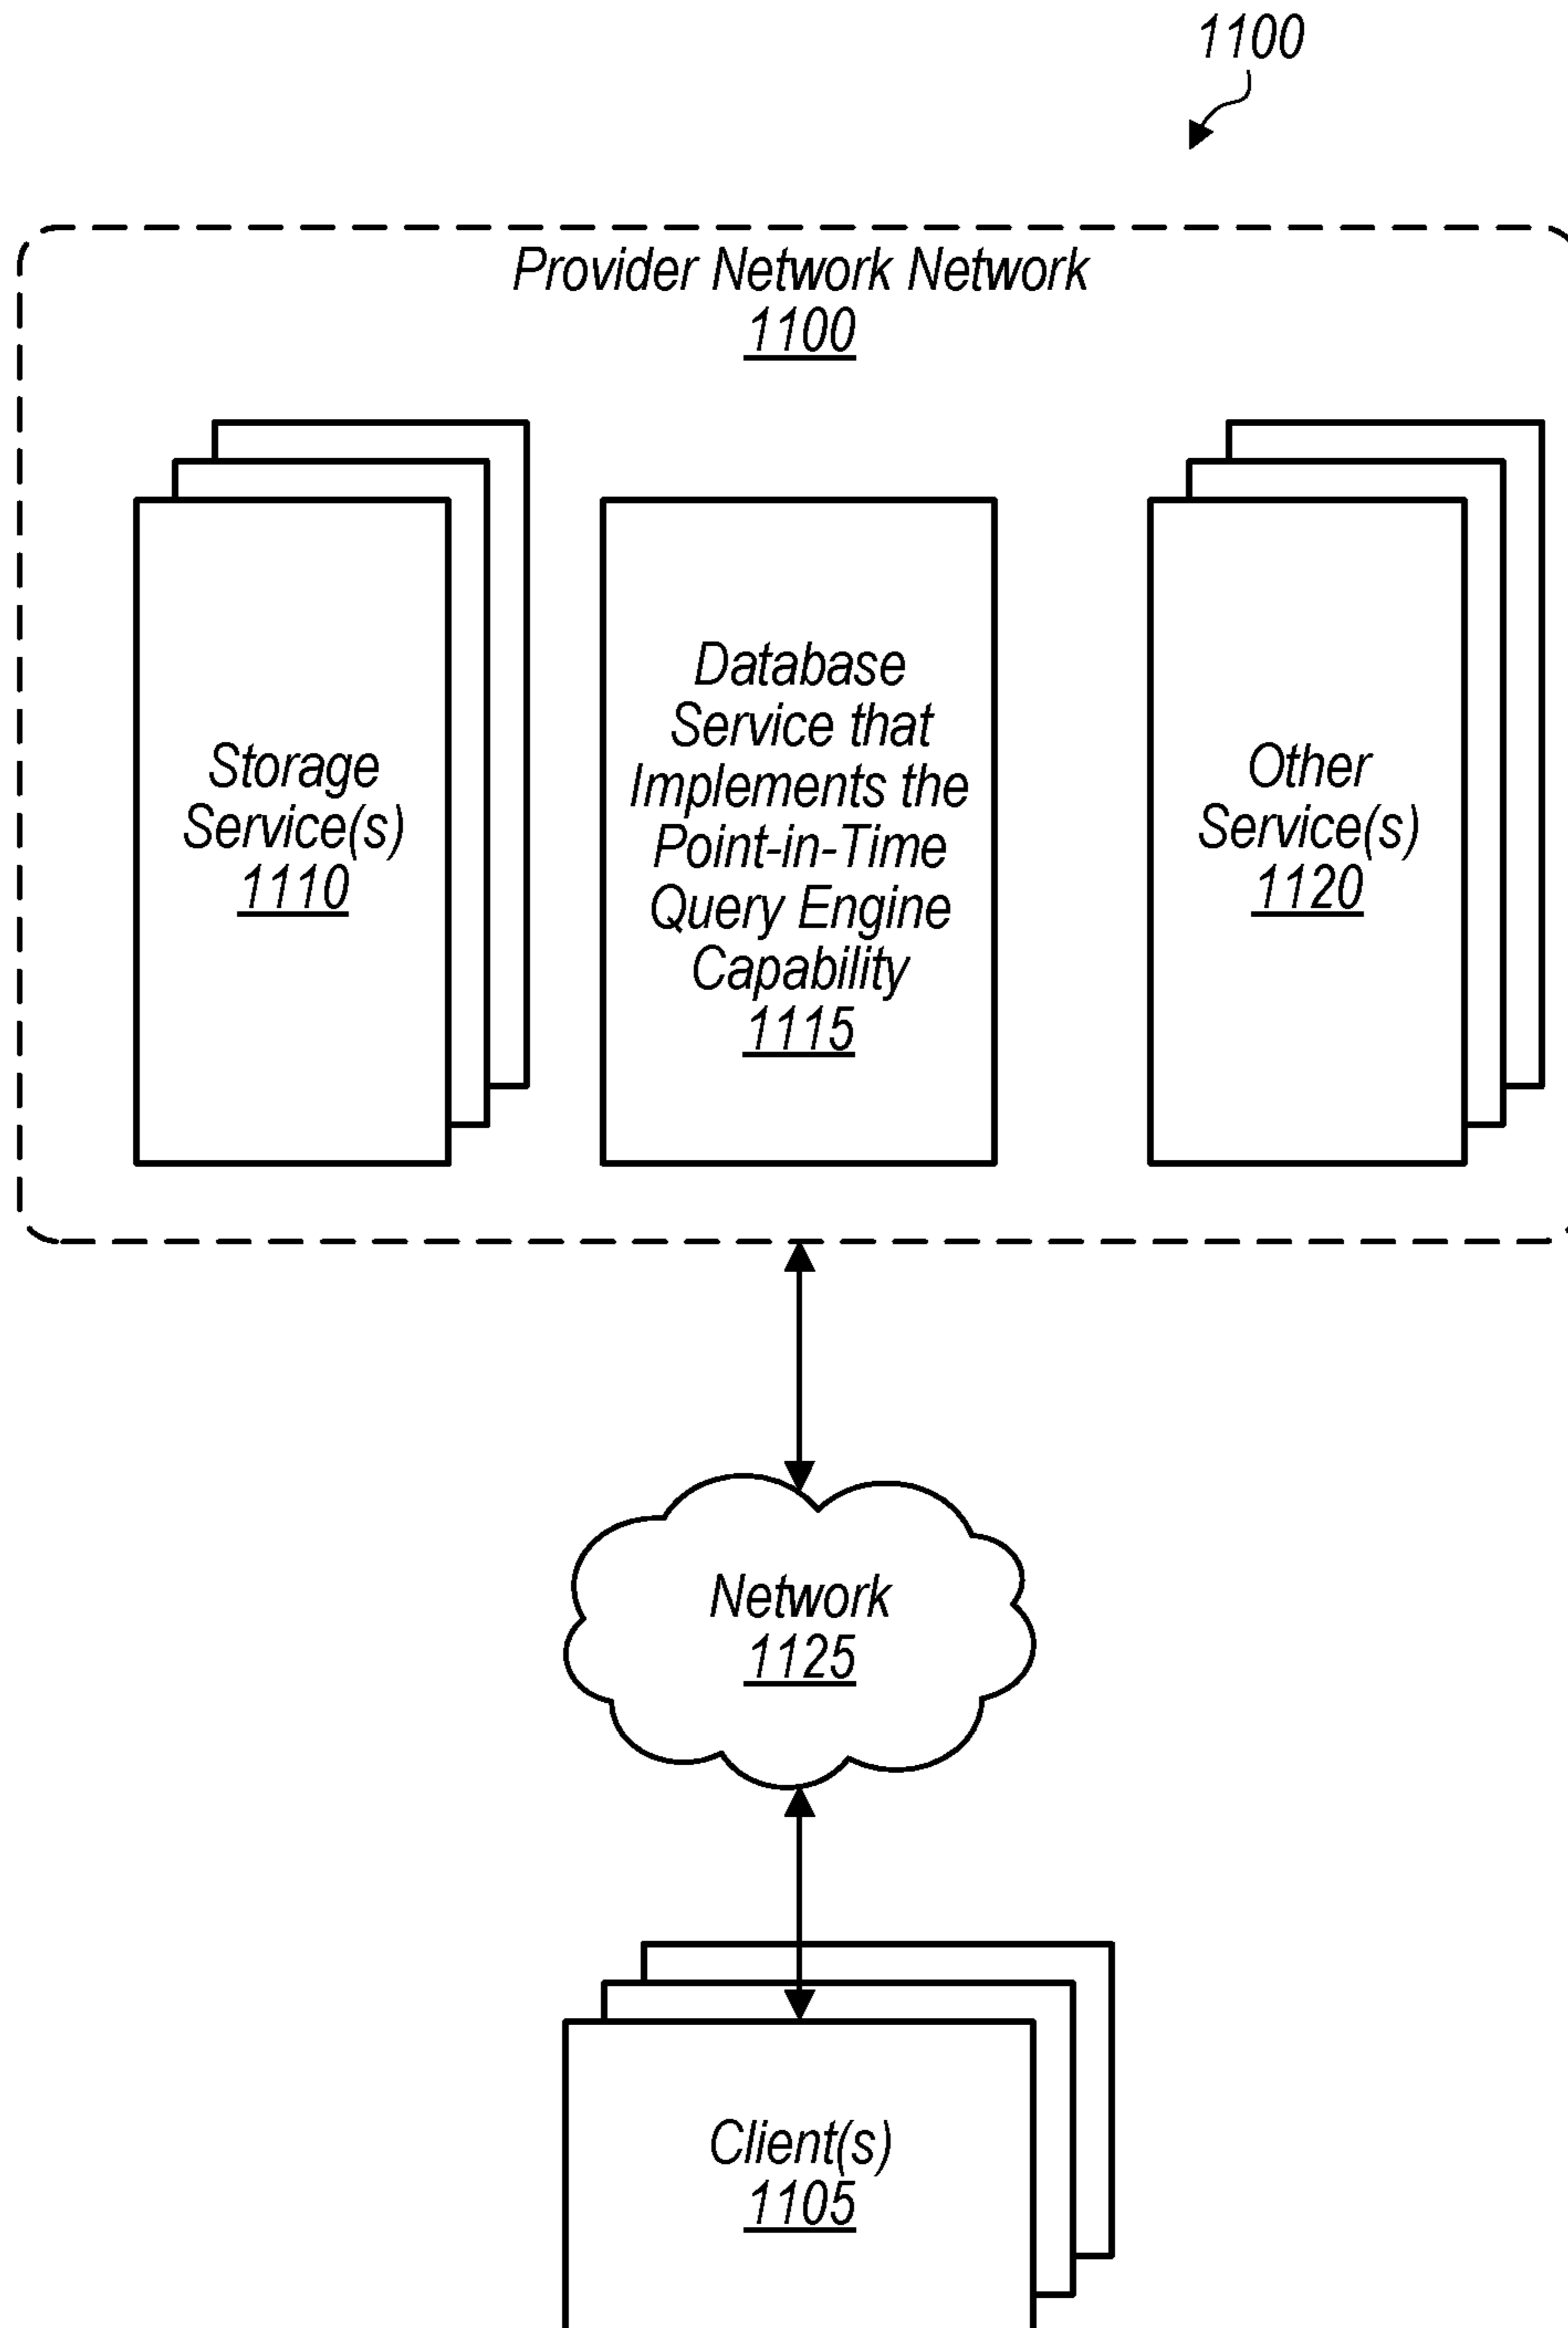 1100
Provider Network Network
1100
Storage
Service(s)
1110
Database
Service that
Implements the
Point-in-Time
Query Engine
Capability
1115
Other
Service(s)
1120
Network
1125
Client(s)
1105